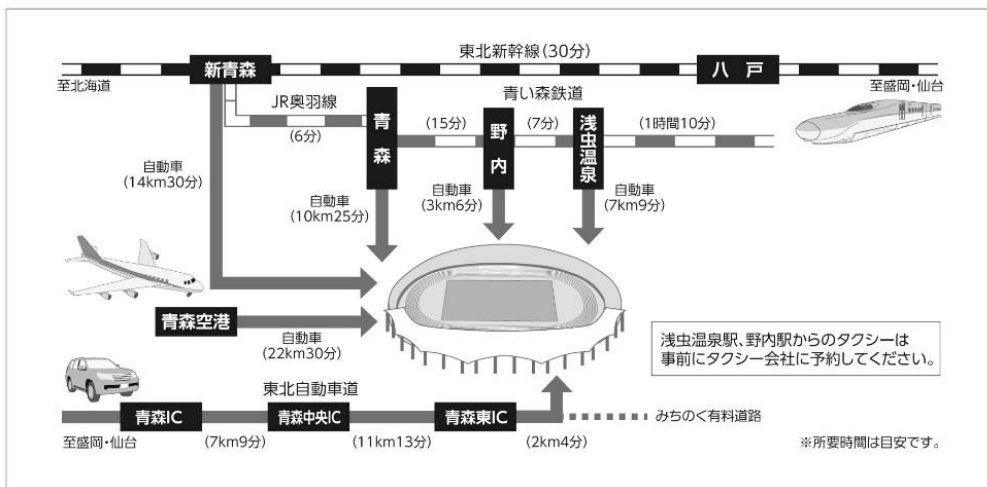 東北新幹線(30分)
新青森
八戸
至北海道
至盛岡・仙台
青い森鉄道
JR奥羽線
(6分)
青森
(15分)
野内
(7分)
浅虫温泉
(1時間10分)
自動車
(14km30分)
自動車
(10km25分)
自動車
(3km6分)
自動車
(7km9分)
青森空港
自動車
(22km30分)
浅虫温泉駅、野内駅からのタクシーは
事前にタクシー会社に予約してください。
東北自動車道
青森IC
青森中央IC
青森東IC
みちのく有料道路
至盛岡・仙台
(7km9分)
(11km13分)
(2km4分)
※所要時間は目安です。